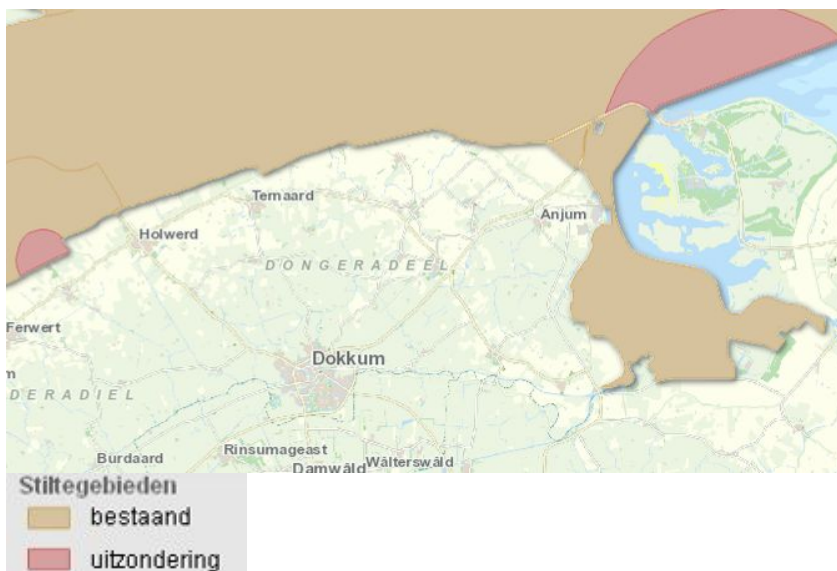 Ternaard
Anjum
Holwerd
DONGERADEEL
Ferwert
Dokkum
m
DERADIEL
Rinsumageast
Burdaard
Damwâld
Wâlterswâld
Stiltegebieden
bestaand
uitzondering